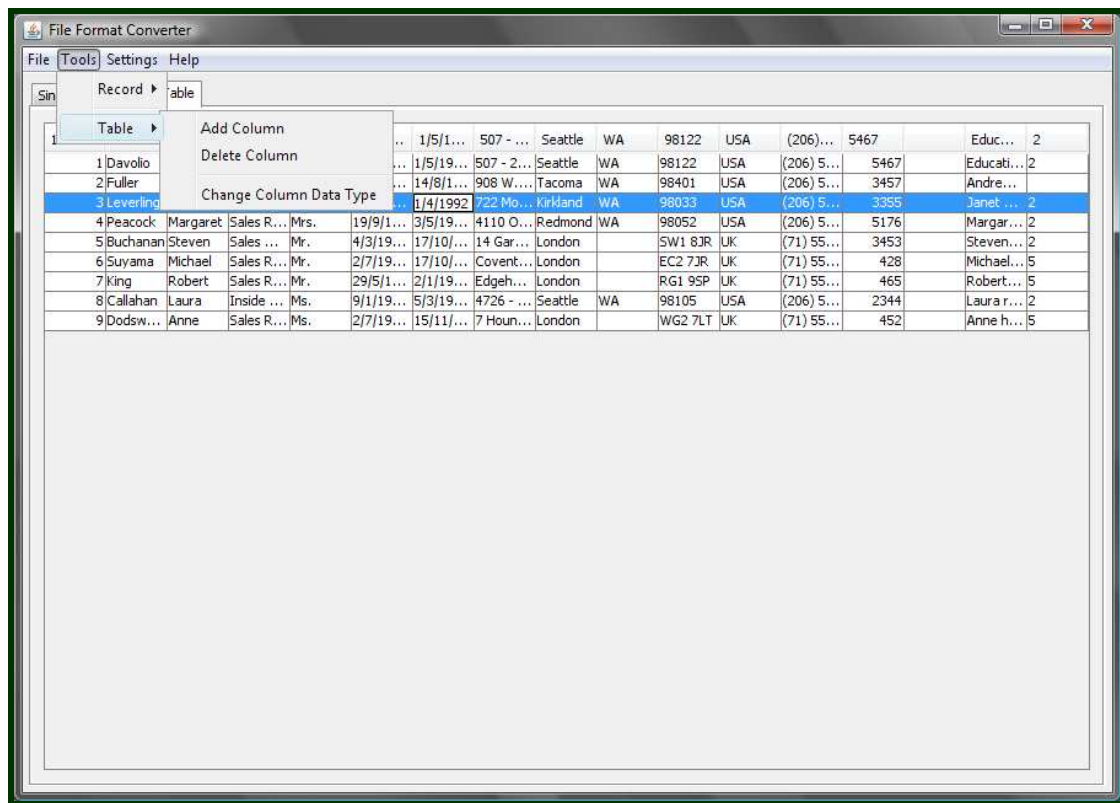 File Format Converter
File Tools Settings Help
Sin Record able
Table Add Column
Delete Column
Change Column Data Type
1 .. 1/5/1... 507 - ... Seattle WA 98122 USA (206)... 5467 Educ... 2
1 Davolio .. 1/5/19... 507 - 2... Seattle WA 98122 USA (206) 5... 5467 Educati... 2
2 Fuller ... 14/8/1... 908 W.... Tacoma WA 98401 USA (206) 5... 3457 Andre...
3 Leverling ... 1/4/1992 722 Mo... Kirkland WA 98033 USA (206) 5... 3355 Janet ... 2
4 Peacock Margaret Sales R... Mrs. 19/9/1... 3/5/19... 4110 O... Redmond WA 98052 USA (206) 5... 5176 Margar... 2
5 Buchanan Steven Sales ... Mr. 4/3/19... 17/10/... 14 Gar... London SW1 8JR UK (71) 55... 3453 Steven... 2
6 Suyama Michael Sales R... Mr. 2/7/19... 17/10/... Covent... London EC2 7JR UK (71) 55... 428 Michael... 5
7 King Robert Sales R... Mr. 29/5/1... 2/1/19... Edgeh... London RG1 9SP UK (71) 55... 465 Robert... 5
8 Callahan Laura Inside ... Ms. 9/1/19... 5/3/19... 4726 - ... Seattle WA 98105 USA (206) 5... 2344 Laura r... 2
9 Dodsw... Anne Sales R... Ms. 2/7/19... 15/11/... 7 Houn... London WG2 7LT UK (71) 55... 452 Anne h... 5